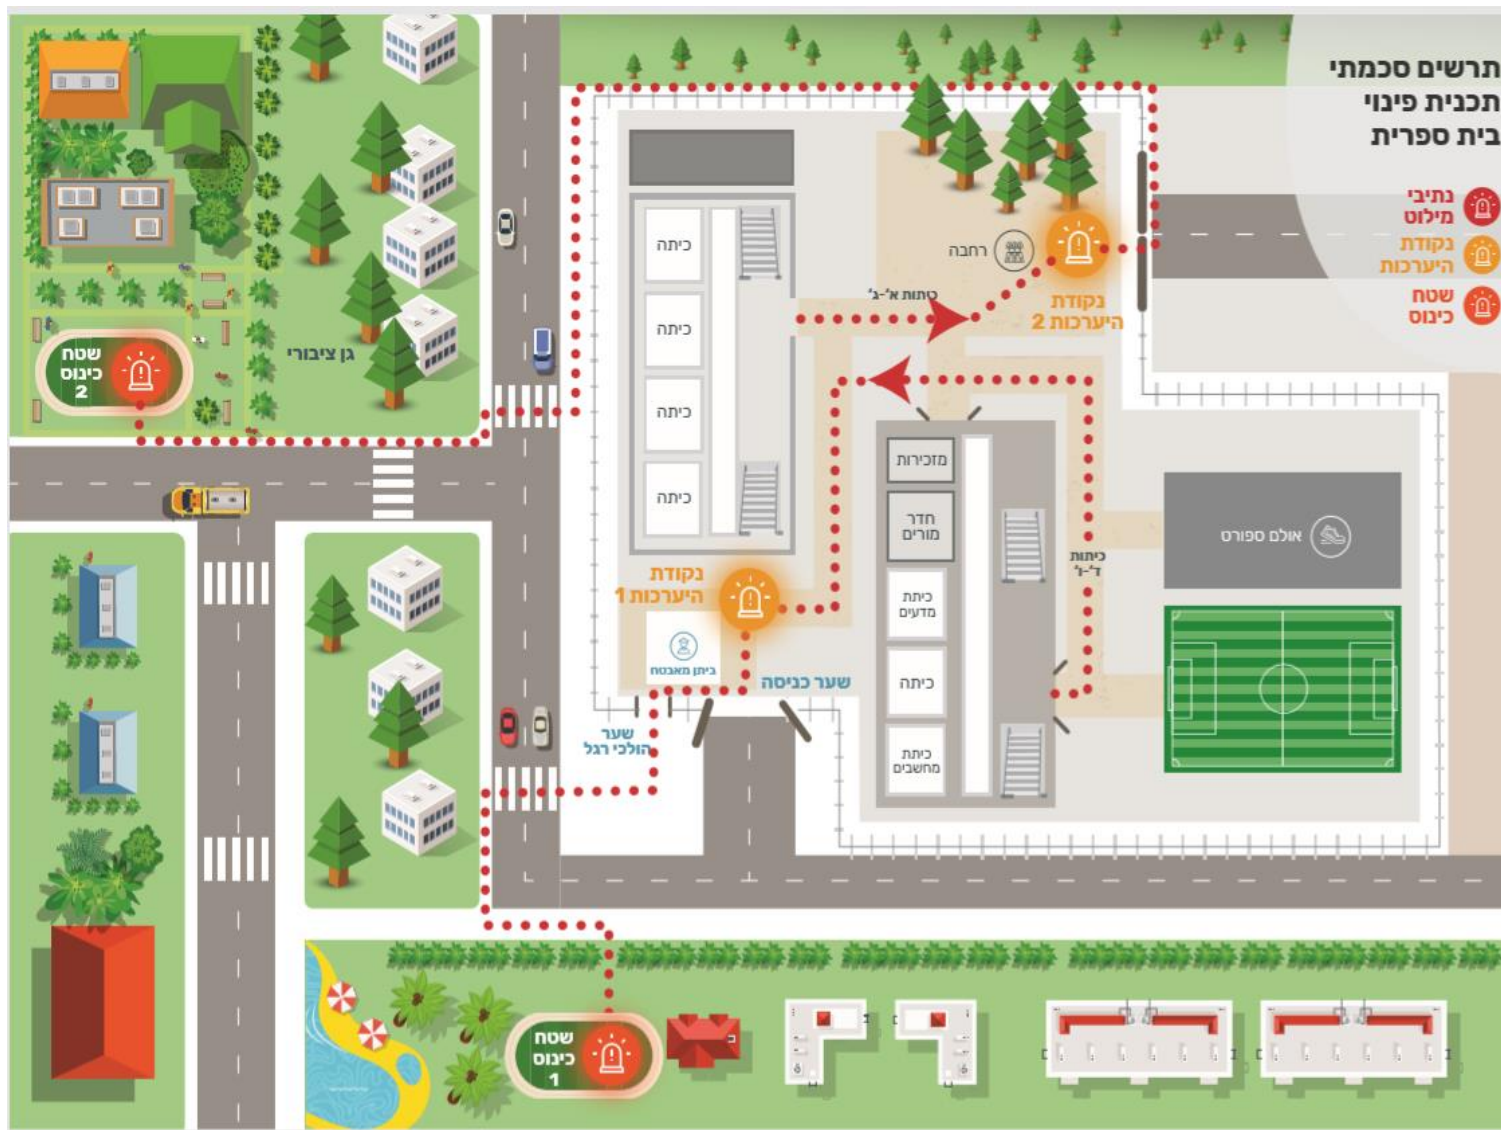 תרשים סכמתי
תכנית פינוי
בית ספרית
נתיבי
מילוט
נקודת
היערכות
שטח
כינוס
רחבה
כיתות א'-ג'
נקודת
היערכות 2
כיתה
כיתה
כיתה
כיתה
גן ציבורי
שטח
כינוס
2
מזכירות
חדר
מורים
כיתת
מדעים
כיתה
כיתת
מחשבים
כיתות
ד'-ו'
אולם ספורט
נקודת
היערכות 1
ביתן מאבטח
שער כניסה
שער
הולכי רגל
שטח
כינוס
1